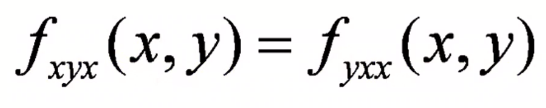 f_{xyx}(x, y) = f_{yxx}(x, y)